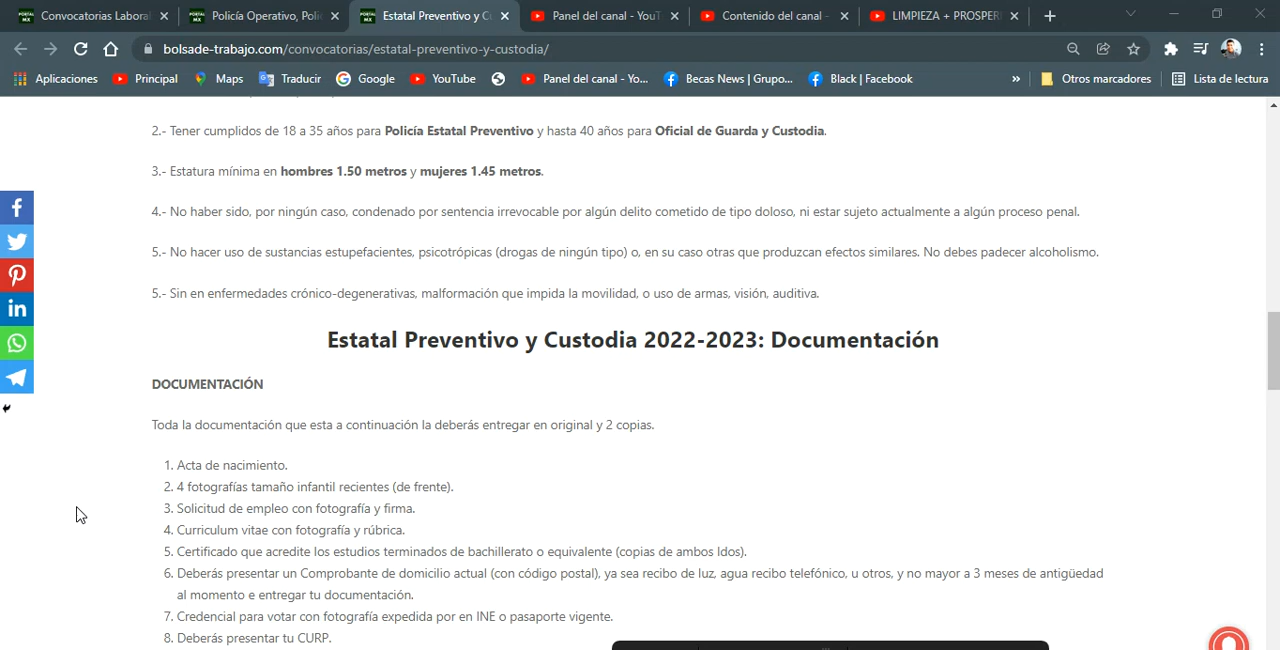 Convocatorias Laboral
Policía Operativo, Polic
Estatal Preventivo y Cu
Panel del canal - YouT
Contenido del canal -
LIMPIEZA + PROSPERI
bolsade-trabajo.com/convocatorias/estatal-preventivo-y-custodia/
Aplicaciones
Principal
Maps
Traducir
Google
YouTube
Panel del canal - Yo...
Becas News | Grupo...
Black | Facebook
»
Otros marcadores
Lista de lectura
2.- Tener cumplidos de 18 a 35 años para Policía Estatal Preventivo y hasta 40 años para Oficial de Guarda y Custodia.
3.- Estatura mínima en hombres 1.50 metros y mujeres 1.45 metros.
4.- No haber sido, por ningún caso, condenado por sentencia irrevocable por algún delito cometido de tipo doloso, ni estar sujeto actualmente a algún proceso penal.
5.- No hacer uso de sustancias estupefacientes, psicotrópicas (drogas de ningún tipo) o, en su caso otras que produzcan efectos similares. No debes padecer alcoholismo.
5.- Sin en enfermedades crónico-degenerativas, malformación que impida la movilidad, o uso de armas, visión, auditiva.
Estatal Preventivo y Custodia 2022-2023: Documentación
DOCUMENTACIÓN
Toda la documentación que esta a continuación la deberás entregar en original y 2 copias.
1. Acta de nacimiento.
2. 4 fotografías tamaño infantil recientes (de frente).
3. Solicitud de empleo con fotografía y firma.
4. Curriculum vitae con fotografía y rúbrica.
5. Certificado que acredite los estudios terminados de bachillerato o equivalente (copias de ambos ldos).
6. Deberás presentar un Comprobante de domicilio actual (con código postal), ya sea recibo de luz, agua recibo telefónico, u otros, y no mayor a 3 meses de antigüedad
al momento e entregar tu documentación.
7. Credencial para votar con fotografía expedida por en INE o pasaporte vigente.
8. Deberás presentar tu CURP.